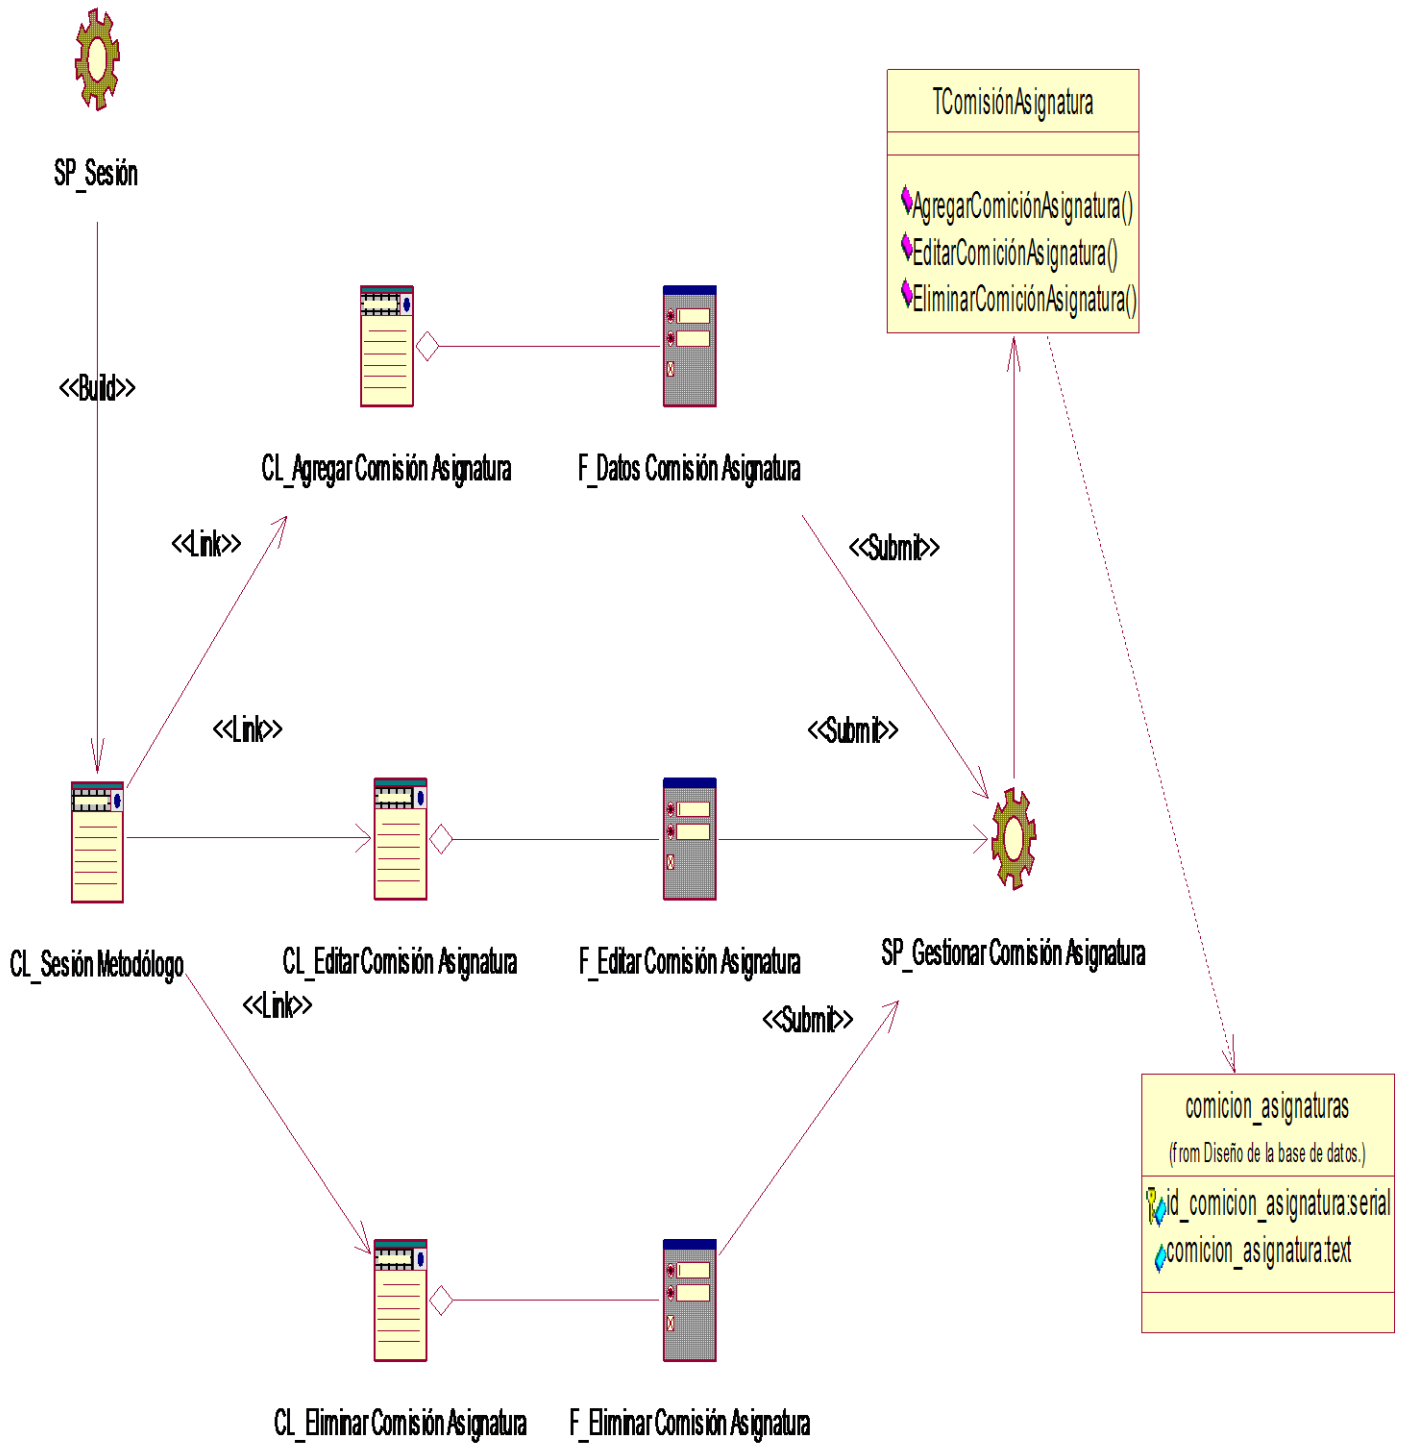 SP_Sesión
TComisiónAsignatura
AgregarComiciónAsignatura()
EditarComiciónAsignatura()
EliminarComiciónAsignatura()
<<Build>>
CL_Agregar Comisión Asignatura
F_Datos Comisión Asignatura
<<Link>>
<<Submit>>
<<Link>>
<<Submit>>
CL_Sesión Metodólogo
CL_Editar Comisión Asignatura
F_Editar Comisión Asignatura
SP_Gestionar Comisión Asignatura
<<Link>>
<<Submit>>
comicion_asignaturas
(from Diseño de la base de datos.)
id_comicion_asignatura:serial
comicion_asignatura:text
CL_Eliminar Comisión Asignatura
F_Eliminar Comisión Asignatura